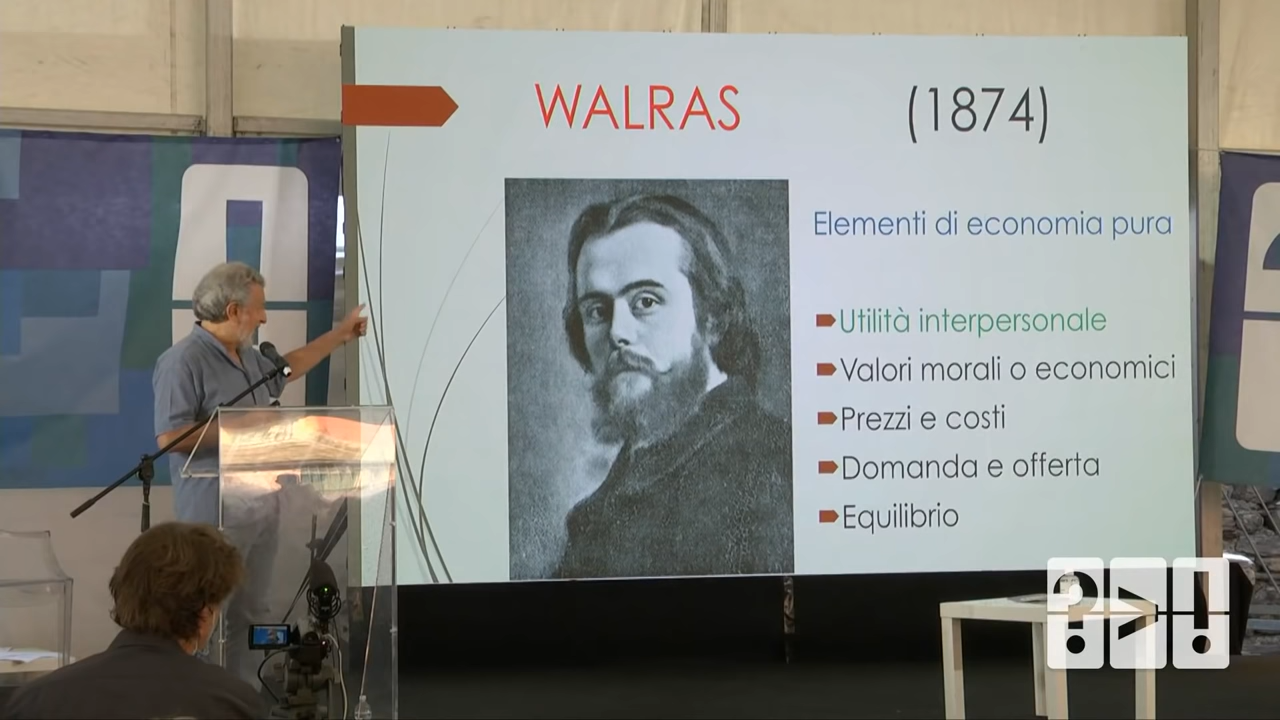 WALRAS (1874)
Elementi di economia pura
Utilità interpersonale
Valori morali o economici
Prezzi e costi
Domanda e offerta
Equilibrio